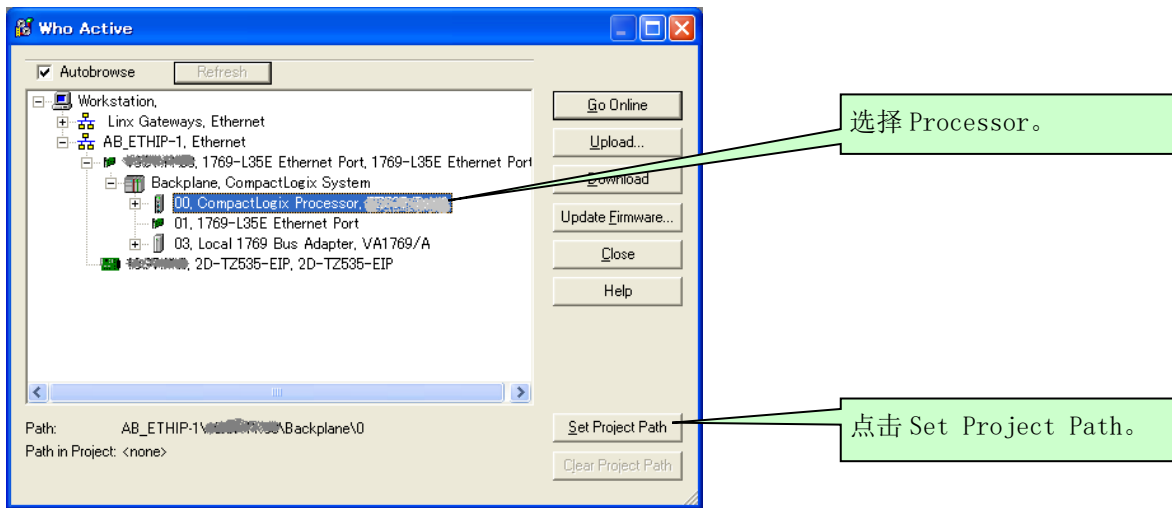 Who Active
Autobrowse Refresh
Workstation,
Linx Gateways, Ethernet
AB_ETHIP-1, Ethernet
, 1769-L35E Ethernet Port, 1769-L35E Ethernet Port
Backplane, CompactLogix System
00, CompactLogix Processor,
01, 1769-L35E Ethernet Port
03, Local 1769 Bus Adapter, VA1769/A
, 2D-TZ535-EIP, 2D-TZ535-EIP
Go Online
Upload...
Download
Update Firmware...
Close
Help
选择 Processor。
Path: AB_ETHIP-1\ \Backplane\0
Path in Project: <none>
Set Project Path
Clear Project Path
点击 Set Project Path。